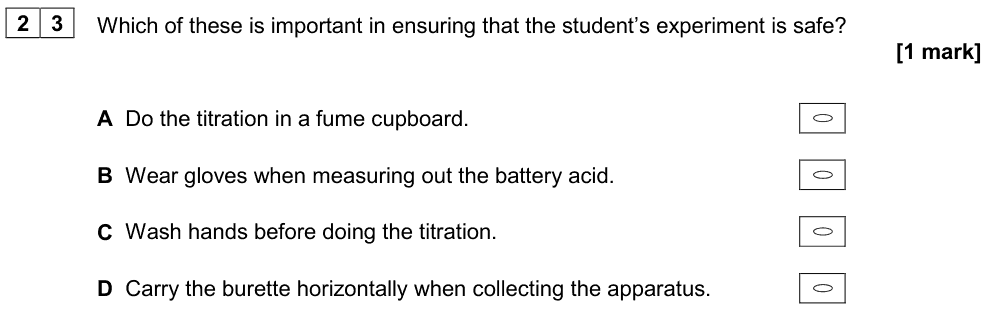 2 3 Which of these is important in ensuring that the student's experiment is safe?
[1 mark]
A Do the titration in a fume cupboard.
B Wear gloves when measuring out the battery acid.
C Wash hands before doing the titration.
D Carry the burette horizontally when collecting the apparatus.